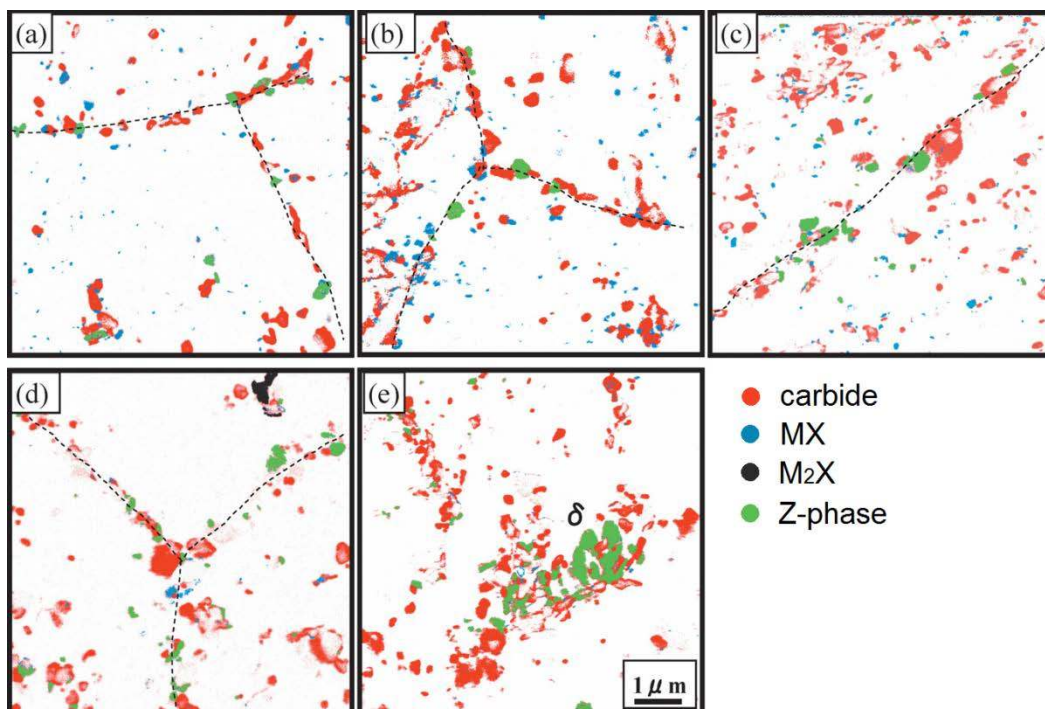 (a)
(b)
(c)
(d)
(e)
δ
1 μ m
carbide
MX
M2X
Z-phase